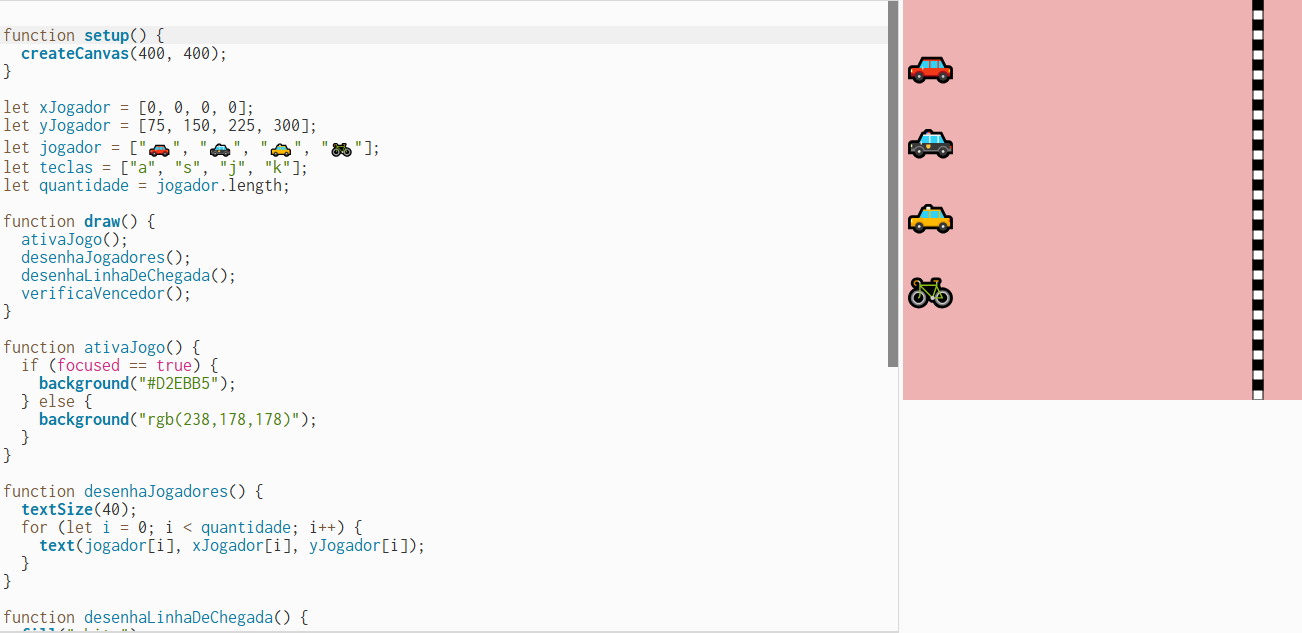 function setup() {
  createCanvas(400, 400);
}
let xJogador = [0, 0, 0, 0];
let yJogador = [75, 150, 225, 300];
let jogador = ["🚗", "🚓", "🚕", "🚲"];
let teclas = ["a", "s", "j", "k"];
let quantidade = jogador.length;
function draw() {
  ativaJogo();
  desenhaJogadores();
  desenhaLinhaDeChegada();
  verificaVencedor();
}
function ativaJogo() {
  if (focused == true) {
    background("#D2EBB5");
  } else {
    background("rgb(238,178,178)");
  }
}
function desenhaJogadores() {
  textSize(40);
  for (let i = 0; i < quantidade; i++) {
    text(jogador[i], xJogador[i], yJogador[i]);
  }
}
function desenhaLinhaDeChegada() {